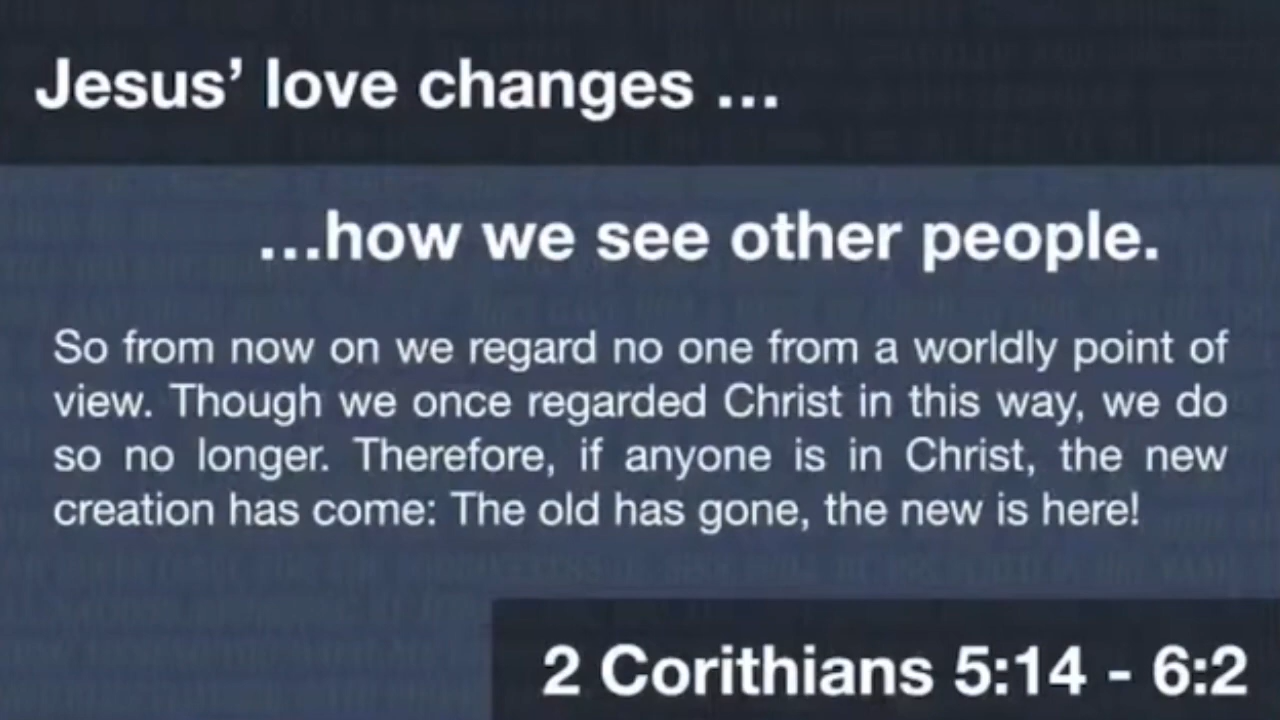 Jesus’ love changes ...
...how we see other people.
So from now on we regard no one from a worldly point of
view. Though we once regarded Christ in this way, we do
so no longer. Therefore, if anyone is in Christ, the new
creation has come: The old has gone, the new is here!
2 Corithians 5:14 - 6:2